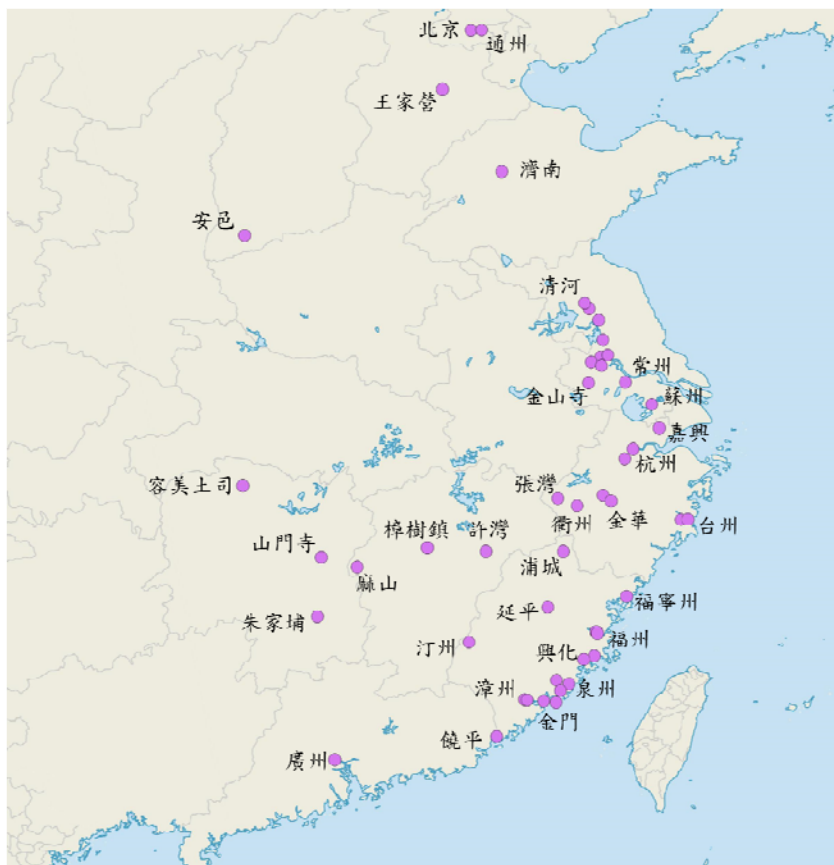 北京
通州
王家營
濟南
安邑
清河
常州
金山寺
蘇州
嘉興
杭州
容美土司
張灣
衢州
金華
台州
山門寺
樟樹鎮
許灣
麻山
浦城
朱家埔
延平
福寧州
汀州
福州
興化
漳州
泉州
金門
饒平
廣州